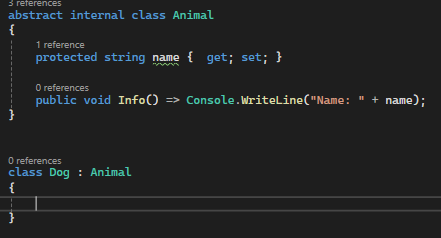 3 references
abstract internal class Animal
{
1 reference
protected string name {  get; set; }
0 references
public void Info() => Console.WriteLine("Name: " + name);
}
0 references
class Dog : Animal
{
}